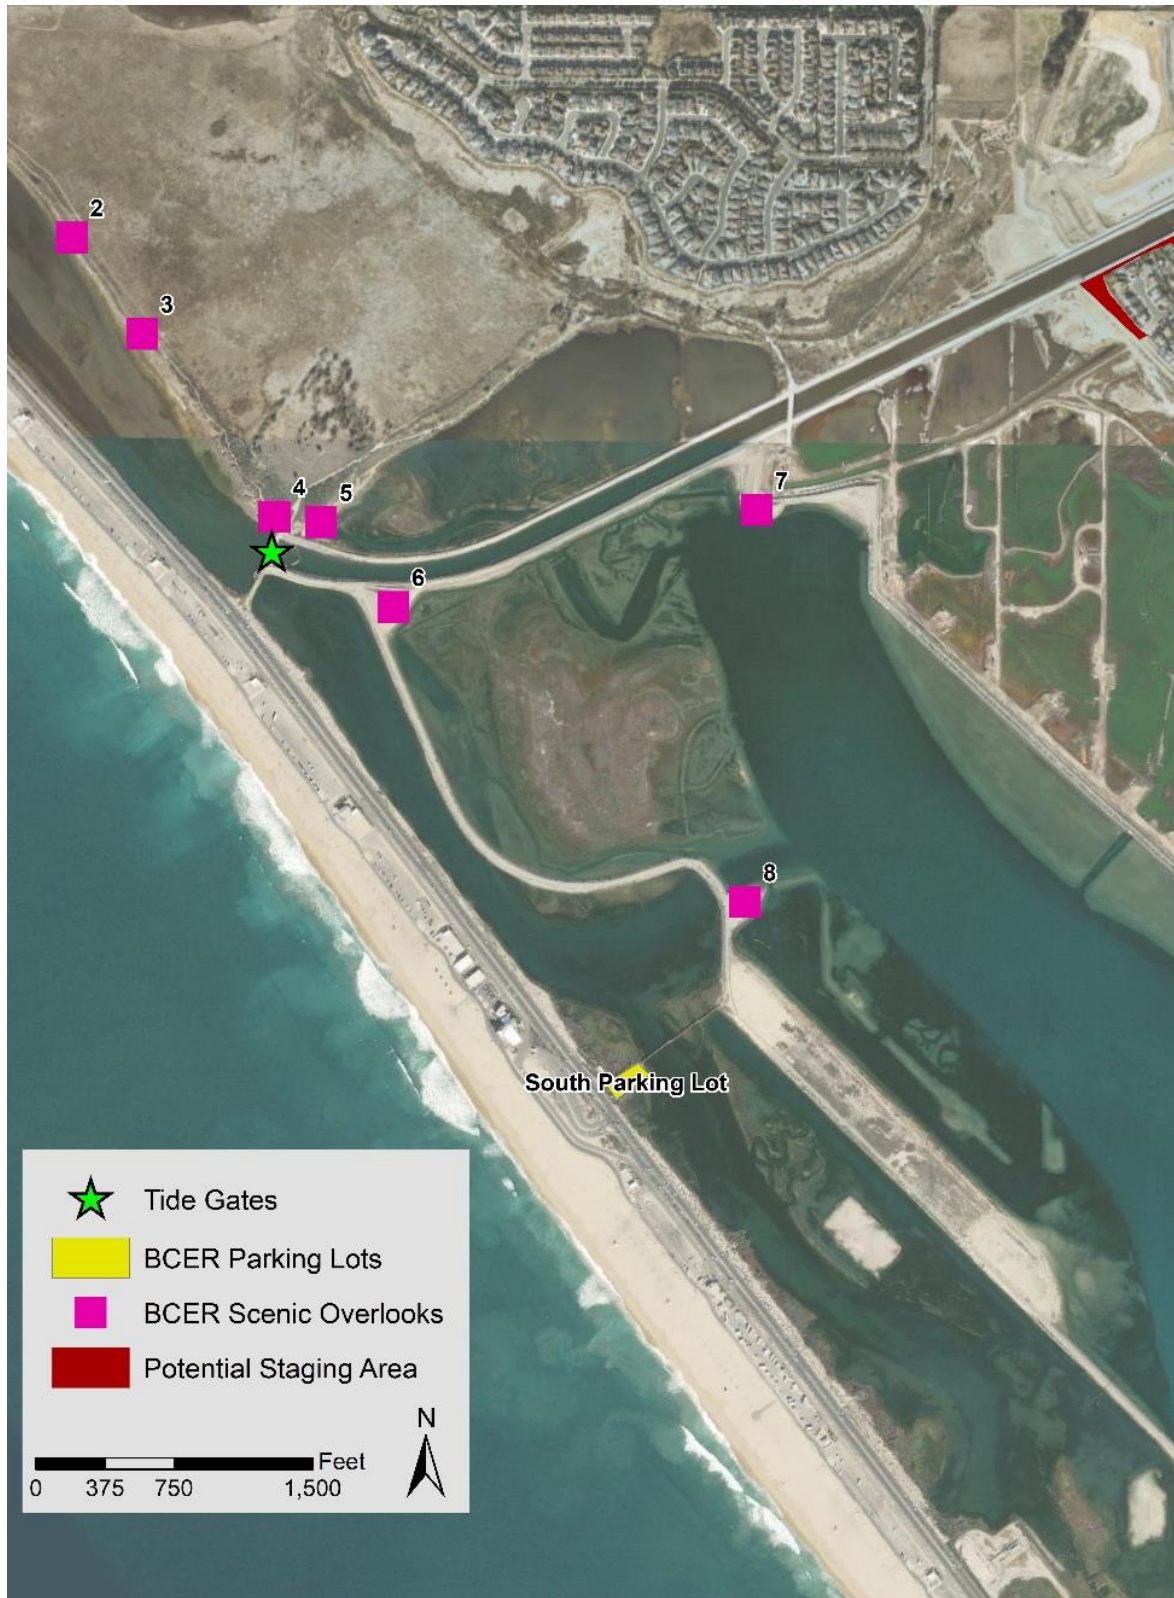 2
3
4
5
7
6
8
South Parking Lot
Tide Gates
BCER Parking Lots
BCER Scenic Overlooks
Potential Staging Area
N
Feet
0 375 750 1,500